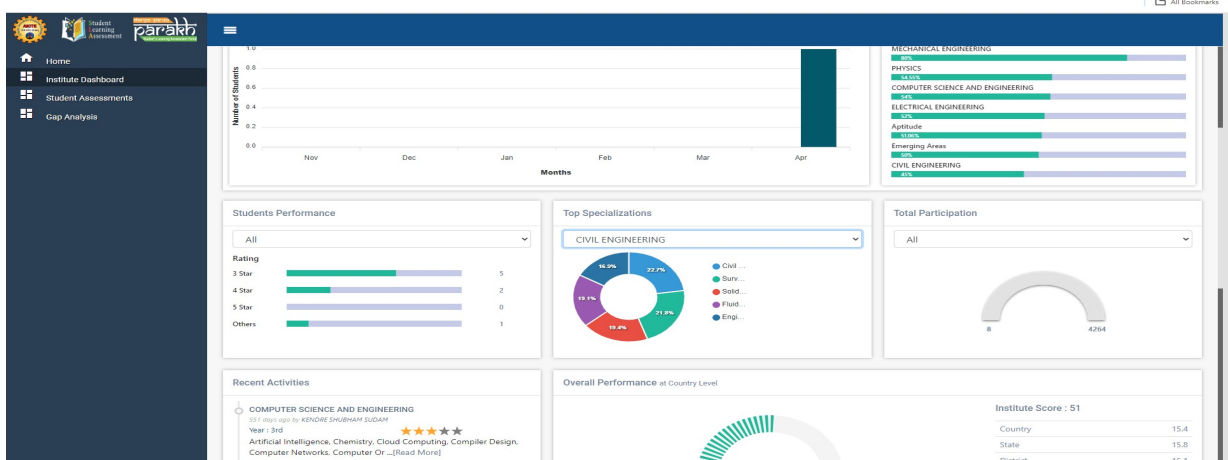 All Bookmarks
Student
Learning
Assessment
parakh
Home
Institute Dashboard
Student Assessments
Gap Analysis
1.0
0.8
0.6
0.4
0.2
0.0
Number of Students
Nov Dec Jan Feb Mar Apr
Months
MECHANICAL ENGINEERING
80%
PHYSICS
54.55%
COMPUTER SCIENCE AND ENGINEERING
54%
ELECTRICAL ENGINEERING
52%
Aptitude
51.06%
Emerging Areas
50%
CIVIL ENGINEERING
45%
Students Performance
All
Rating
3 Star 5
4 Star 2
5 Star 0
Others 1
Top Specializations
CIVIL ENGINEERING
16.9%
22.7%
19.1%
21.8%
19.4%
Civil ...
Surv...
Solid...
Fluid...
Engi...
Total Participation
All
8 4264
Recent Activities
COMPUTER SCIENCE AND ENGINEERING
551 days ago by KENDRE SHUBHAM SUDAM
Year : 3rd
Artificial Intelligence, Chemistry, Cloud Computing, Compiler Design,
Computer Networks, Computer Or ...[Read More]
Overall Performance at Country Level
Institute Score : 51
Country 15.4
State 15.8
District 15.1